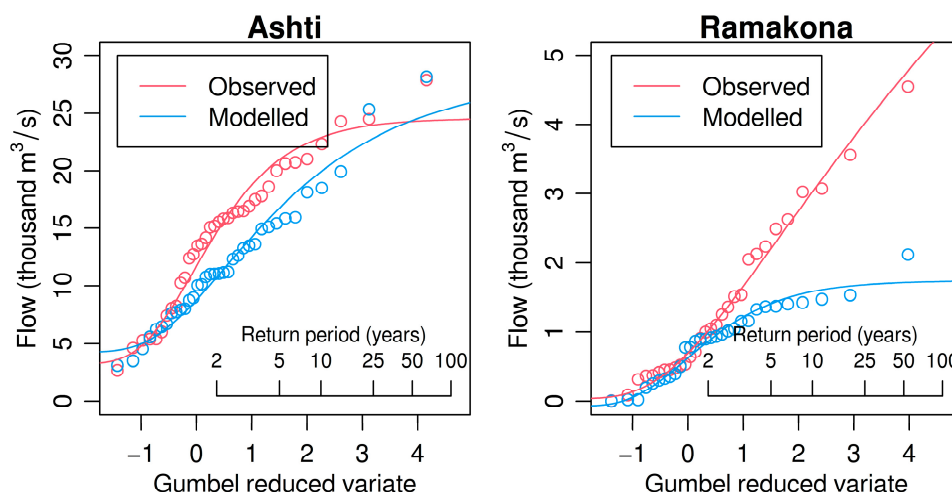 Ashti
Flow (thousand m³/s)
30
25
20
15
10
5
0
Observed
Modelled
Return period (years)
2 5 10 25 50 100
−1 0 1 2 3 4
Gumbel reduced variate
Ramakona
Flow (thousand m³/s)
5
4
3
2
1
0
Observed
Modelled
Return period (years)
2 5 10 25 50 100
−1 0 1 2 3 4
Gumbel reduced variate